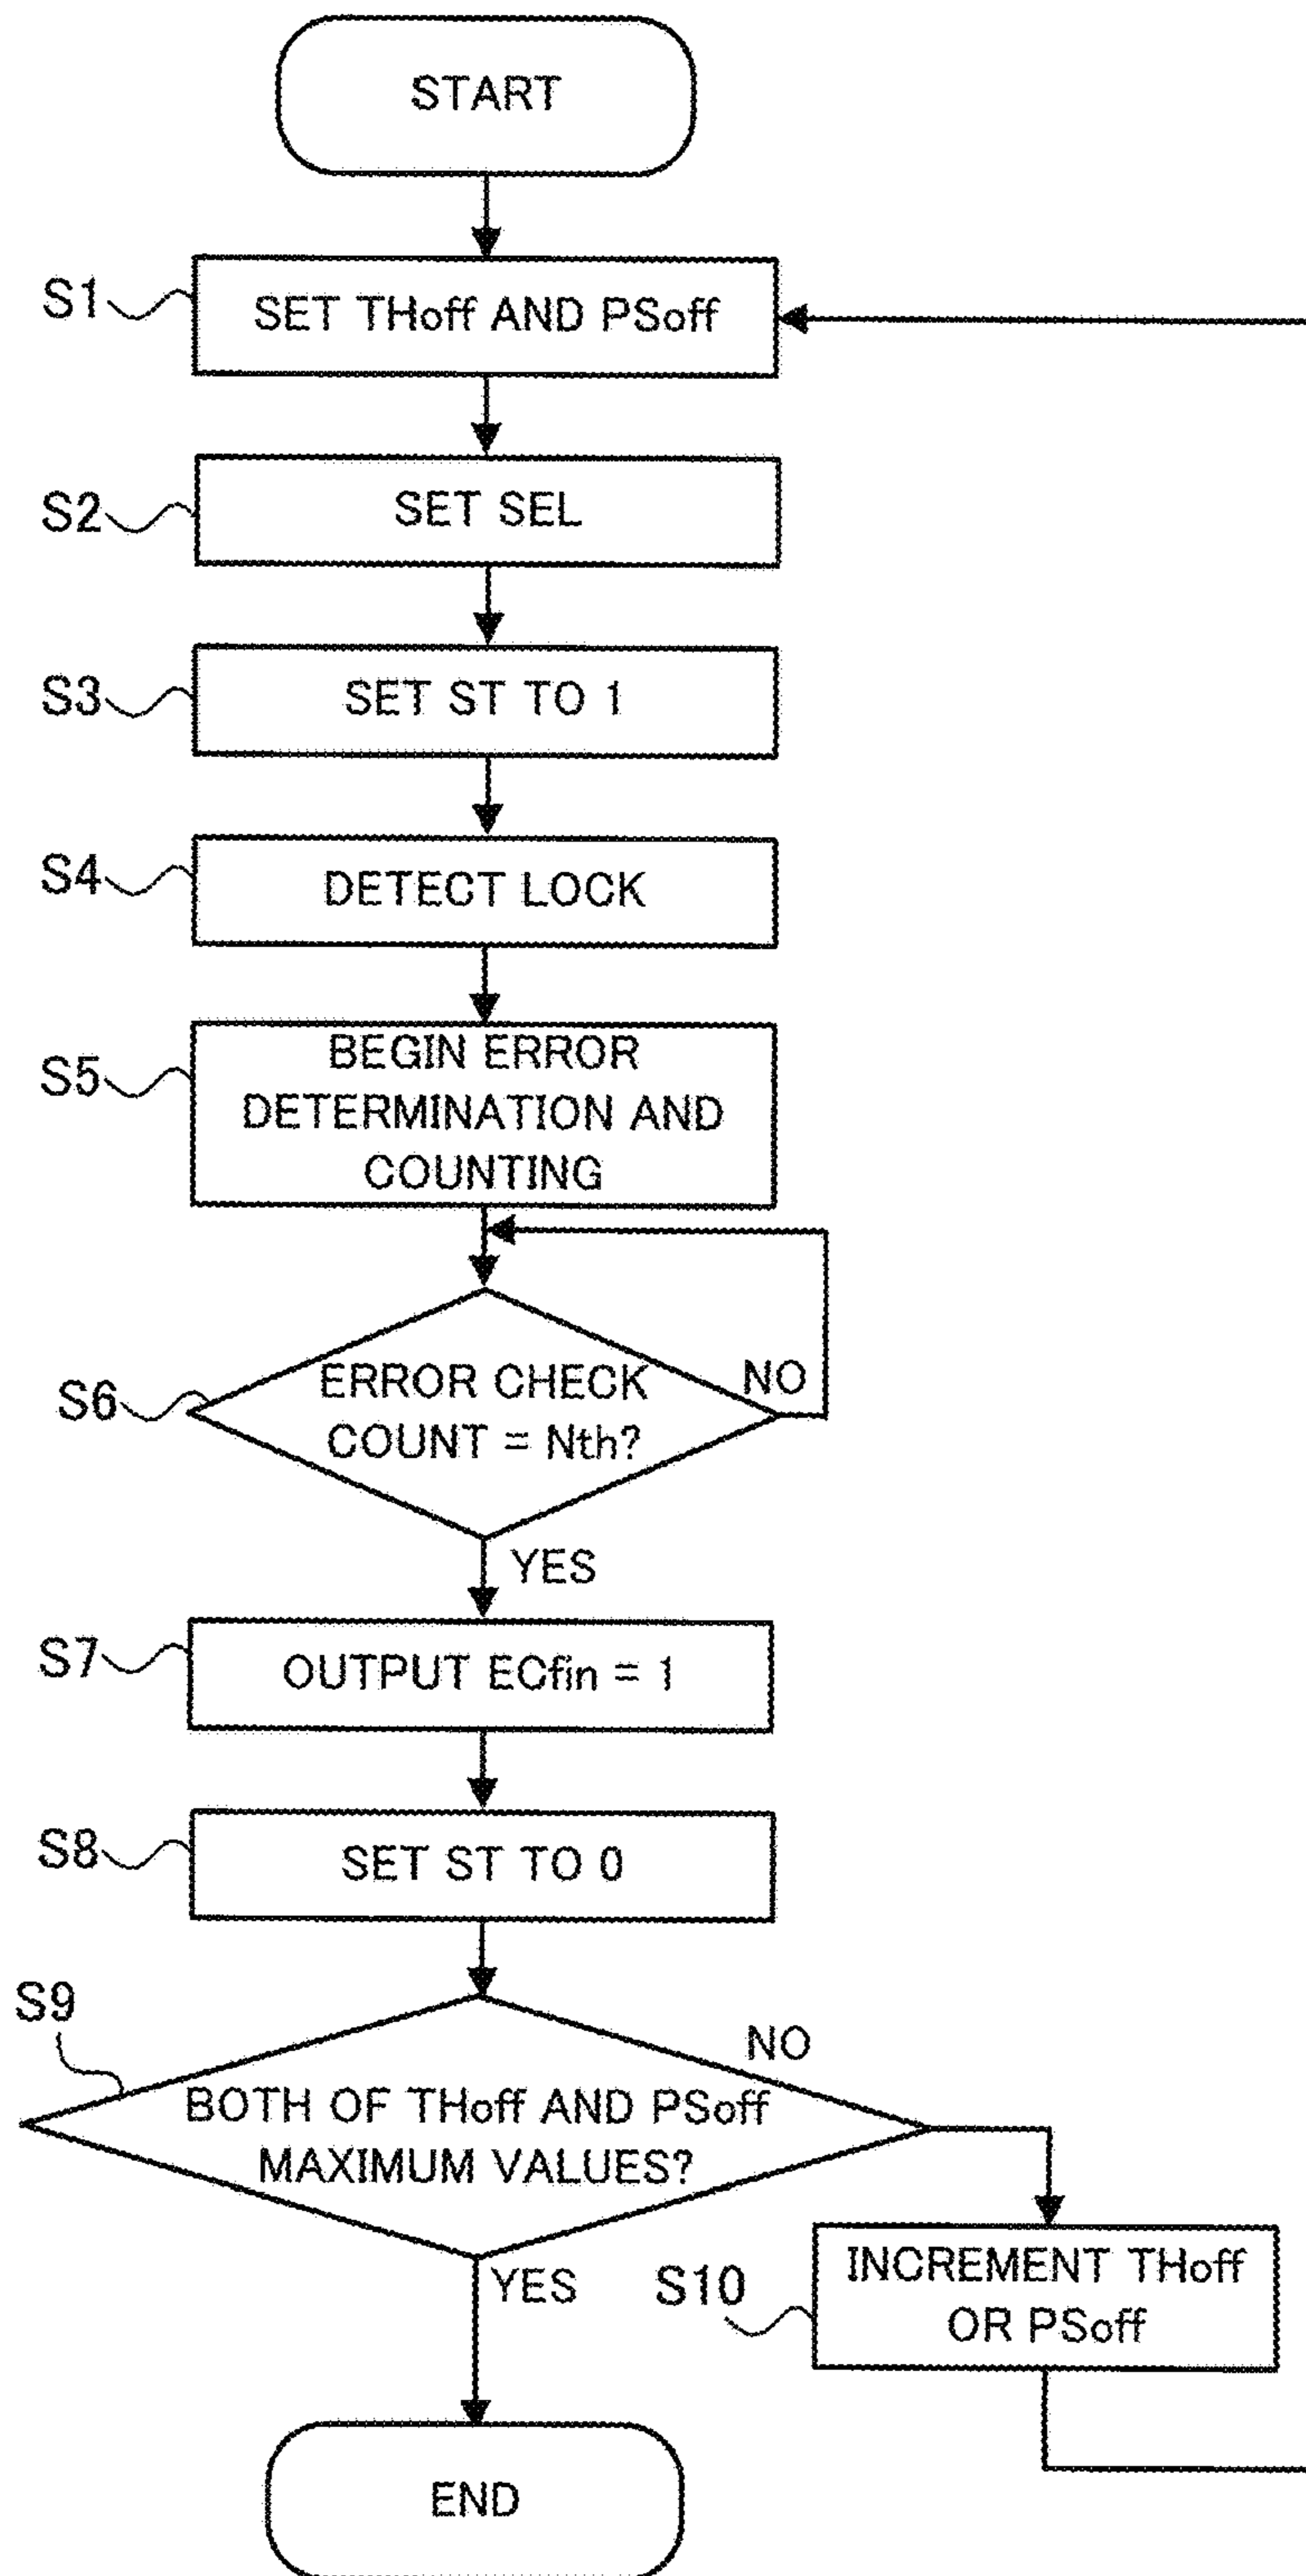 START
S1
SET THoff AND PSoff
S2
SET SEL
S3
SET ST TO 1
S4
DETECT LOCK
S5
BEGIN ERROR
DETERMINATION AND
COUNTING
S6
ERROR CHECK
COUNT = Nth?
NO
YES
S7
OUTPUT ECfin = 1
S8
SET ST TO 0
S9
BOTH OF THoff AND PSoff
MAXIMUM VALUES?
NO
YES
S10
INCREMENT THoff
OR PSoff
END